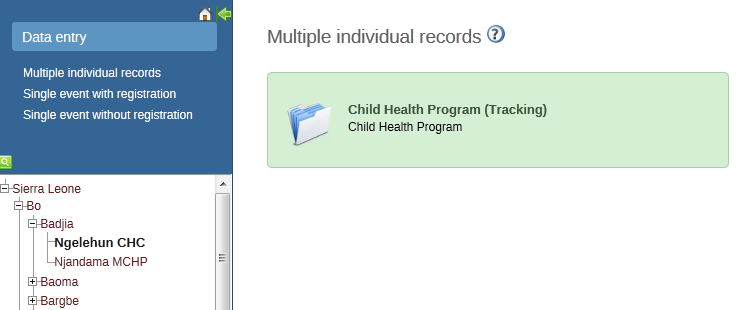 Data entry
Multiple individual records
Single event with registration
Single event without registration
Sierra Leone
Bo
Badjia
Ngelehun CHC
Njandama MCHP
Baoma
Bargbe
Multiple individual records ?
Child Health Program (Tracking)
Child Health Program